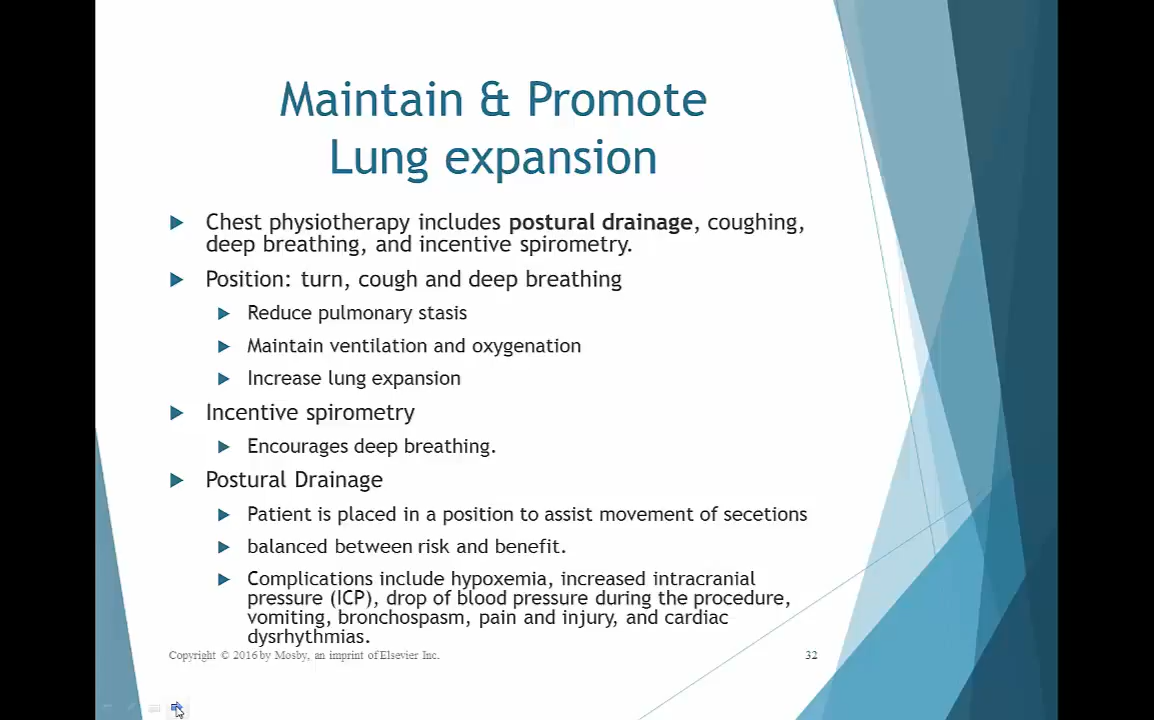 Maintain & Promote
Lung expansion
Chest physiotherapy includes postural drainage, coughing,
deep breathing, and incentive spirometry.
Position: turn, cough and deep breathing
Reduce pulmonary stasis
Maintain ventilation and oxygenation
Increase lung expansion
Incentive spirometry
Encourages deep breathing.
Postural Drainage
Patient is placed in a position to assist movement of secetions
balanced between risk and benefit.
Complications include hypoxemia, increased intracranial
pressure (ICP), drop of blood pressure during the procedure,
vomiting, bronchospasm, pain and injury, and cardiac
dysrhythmias.
Copyright © 2016 by Mosby, an imprint of Elsevier Inc.
32